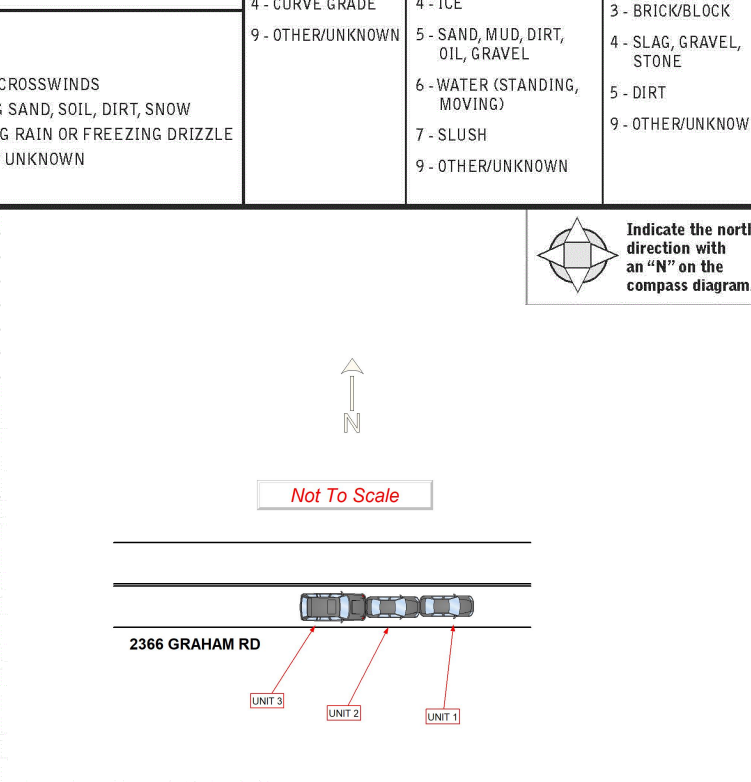 4 - CURVE GRADE
9 - OTHER/UNKNOWN
4 - ICE
5 - SAND, MUD, DIRT,
OIL, GRAVEL
6 - WATER (STANDING,
MOVING)
7 - SLUSH
9 - OTHER/UNKNOWN
3 - BRICK/BLOCK
4 - SLAG, GRAVEL,
STONE
5 - DIRT
9 - OTHER/UNKNOW
CROSSWINDS
G SAND, SOIL, DIRT, SNOW
G RAIN OR FREEZING DRIZZLE
UNKNOWN
Indicate the north
direction with
an “N” on the
compass diagram.
N
Not To Scale
2366 GRAHAM RD
UNIT 3
UNIT 2
UNIT 1